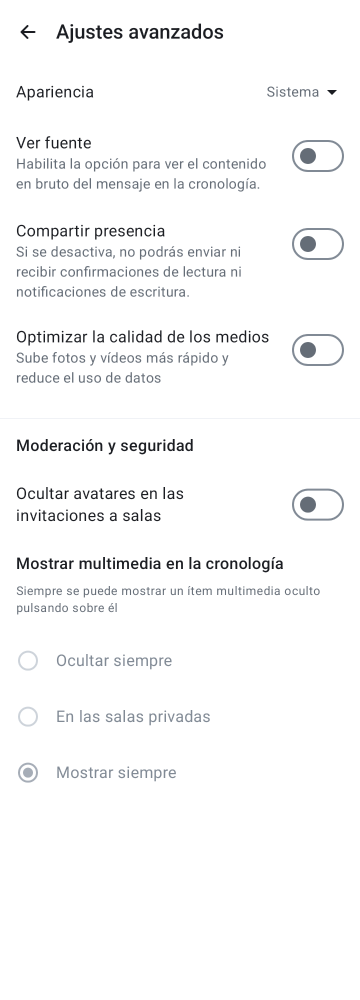 Ajustes avanzados
Apariencia
Sistema
Ver fuente
Habilita la opción para ver el contenido
en bruto del mensaje en la cronología.
Compartir presencia
Si se desactiva, no podrás enviar ni
recibir confirmaciones de lectura ni
notificaciones de escritura.
Optimizar la calidad de los medios
Sube fotos y vídeos más rápido y
reduce el uso de datos
Moderación y seguridad
Ocultar avatares en las
invitaciones a salas
Mostrar multimedia en la cronología
Siempre se puede mostrar un ítem multimedia oculto
pulsando sobre él
Ocultar siempre
En las salas privadas
Mostrar siempre